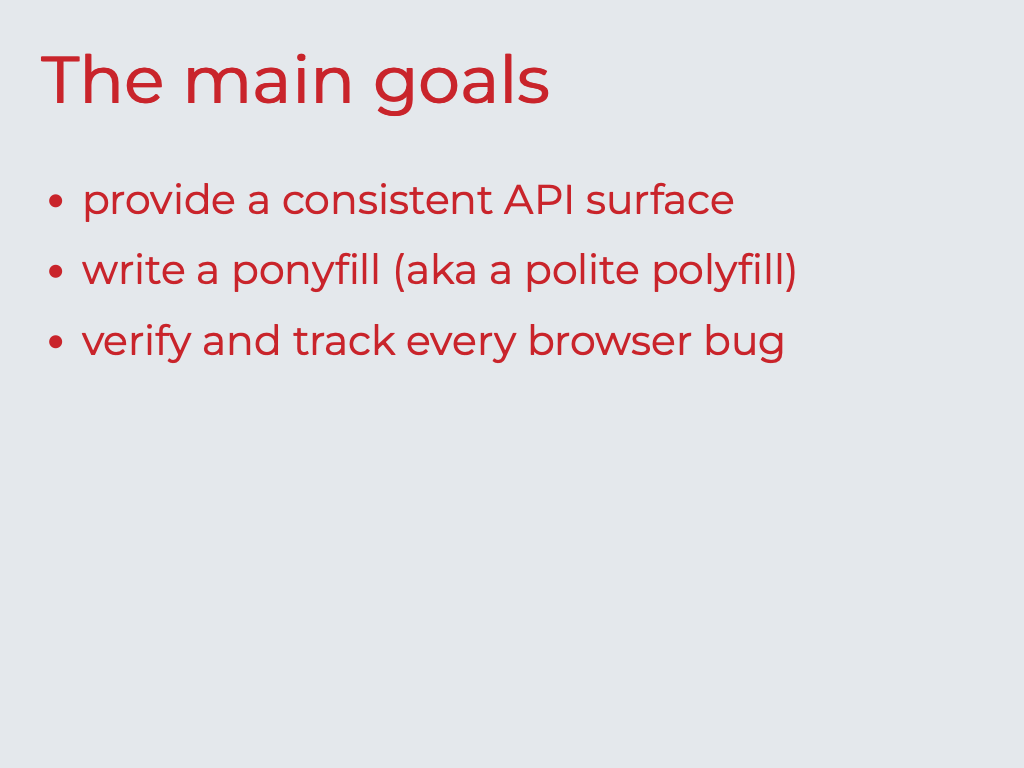 The main goals
• provide a consistent API surface
• write a ponyfill (aka a polite polyfill)
• verify and track every browser bug